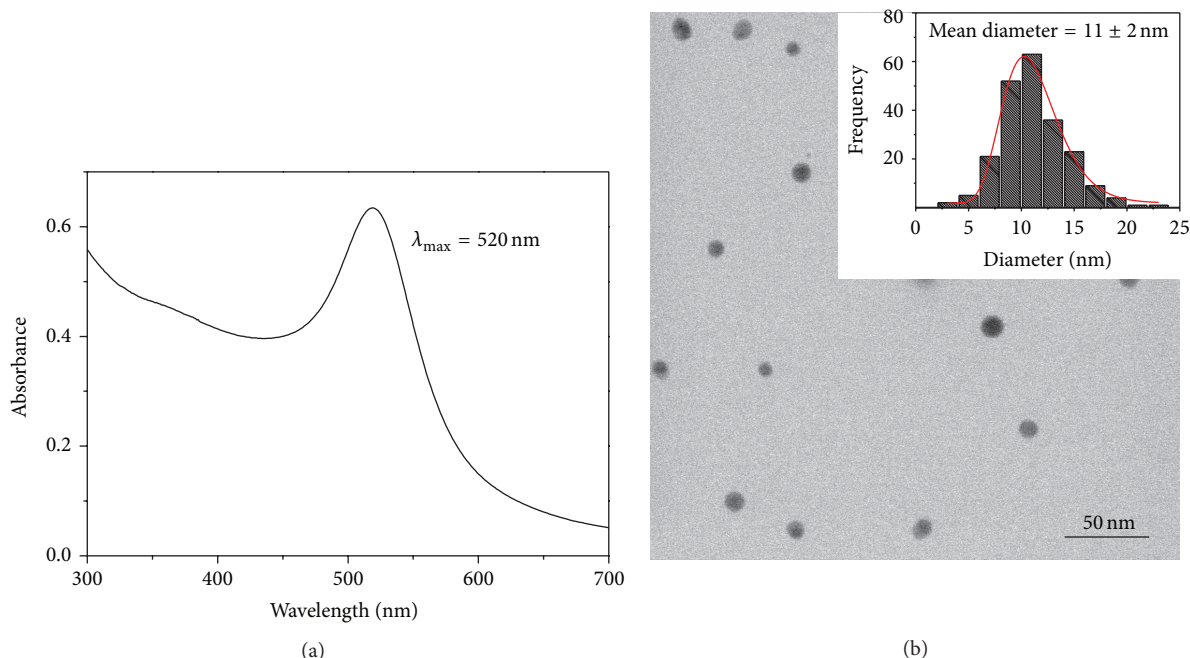 0.6
0.4
0.2
0.0
Absorbance
300
400
500
600
700
Wavelength (nm)
λmax = 520 nm
(a)
80
60
40
20
Frequency
Mean diameter = 11 ± 2 nm
0
5
10
15
20
25
Diameter (nm)
50 nm
(b)